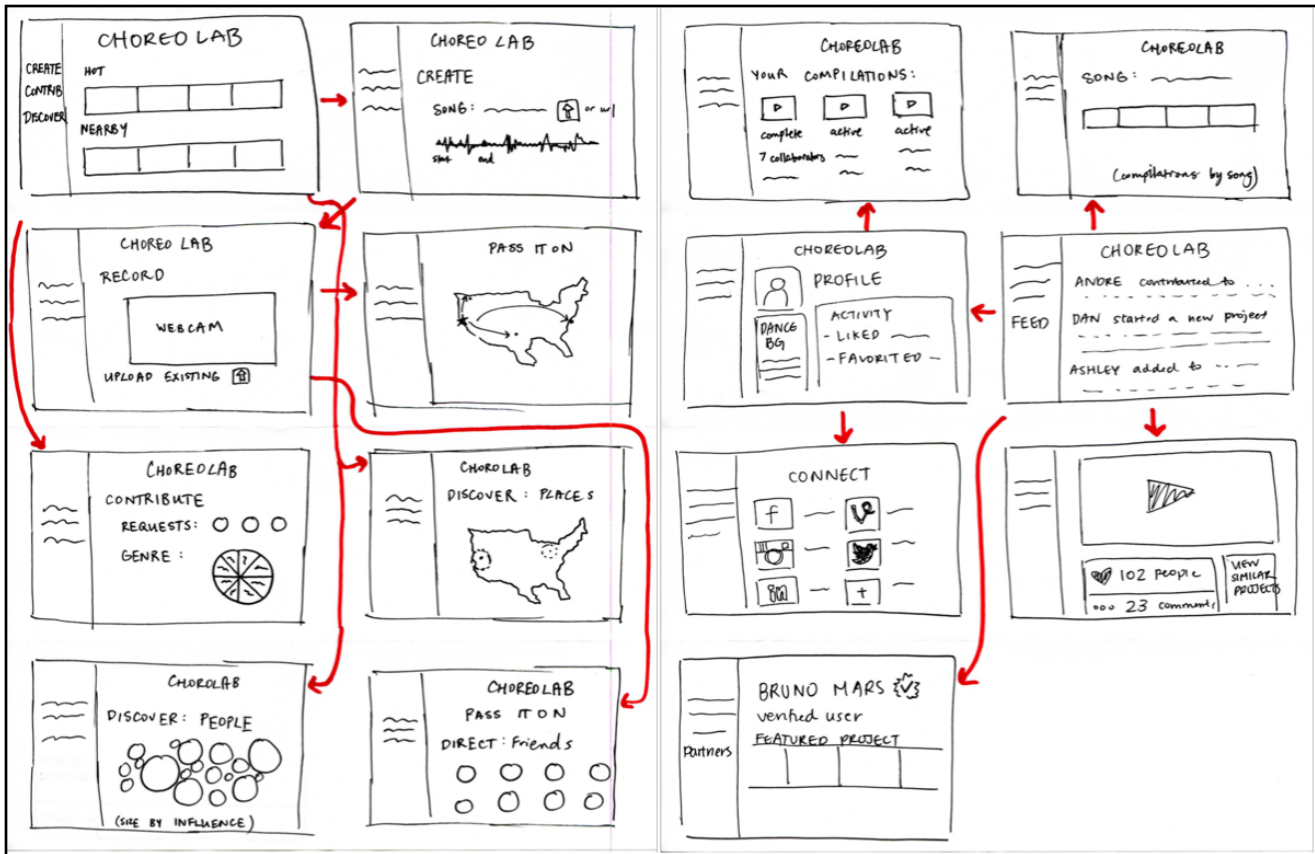 CHOREO LAB
CREATE
CONTRIB
DISCOVER
HOT
NEARBY
CHOREO LAB
CREATE
SONG: or url
start end
CHOREO LAB
RECORD
WEBCAM
UPLOAD EXISTING
PASS IT ON
CHOREOLAB
CONTRIBUTE
REQUESTS:
GENRE:
CHOROLAB
DISCOVER: PLACES
CHOROLAB
DISCOVER: PEOPLE
(SIZE BY INFLUENCE)
CHOREOLAB
PASS IT ON
DIRECT: Friends
CHOREOLAB
YOUR COMPILATIONS:
complete active active
7 collaborators
CHOREOLAB
SONG:
(compilations by song)
CHOREOLAB
PROFILE
DANCE
BG
ACTIVITY
- LIKED
- FAVORITED -
CHOREOLAB
FEED
ANDRE contributed to ...
DAN started a new project
ASHLEY added to
CONNECT
f
in
+
102 people
23 comments
VIEW
SIMILAR
PROJECTS
Partners
BRUNO MARS
verified user
FEATURED PROJECT